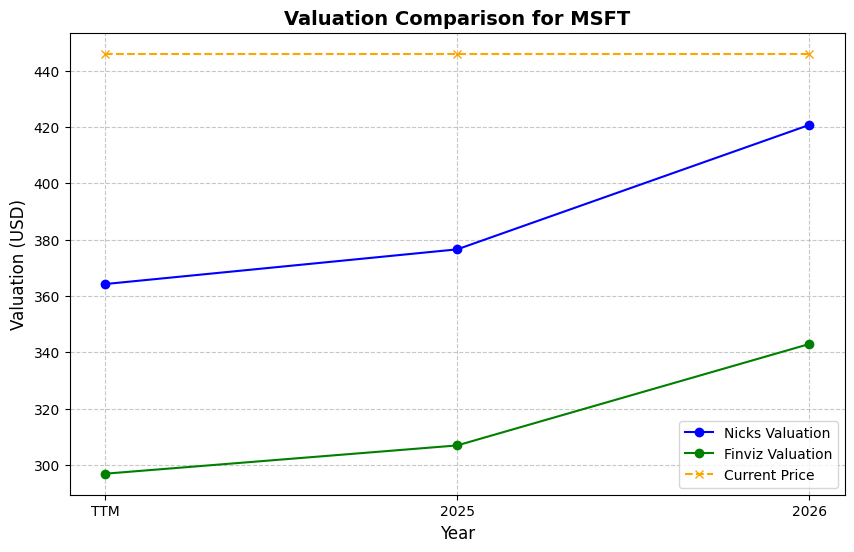 Valuation Comparison for MSFT
Valuation (USD)
440
420
400
380
360
340
320
300
TTM
2025
2026
Year
Nicks Valuation
Finviz Valuation
Current Price